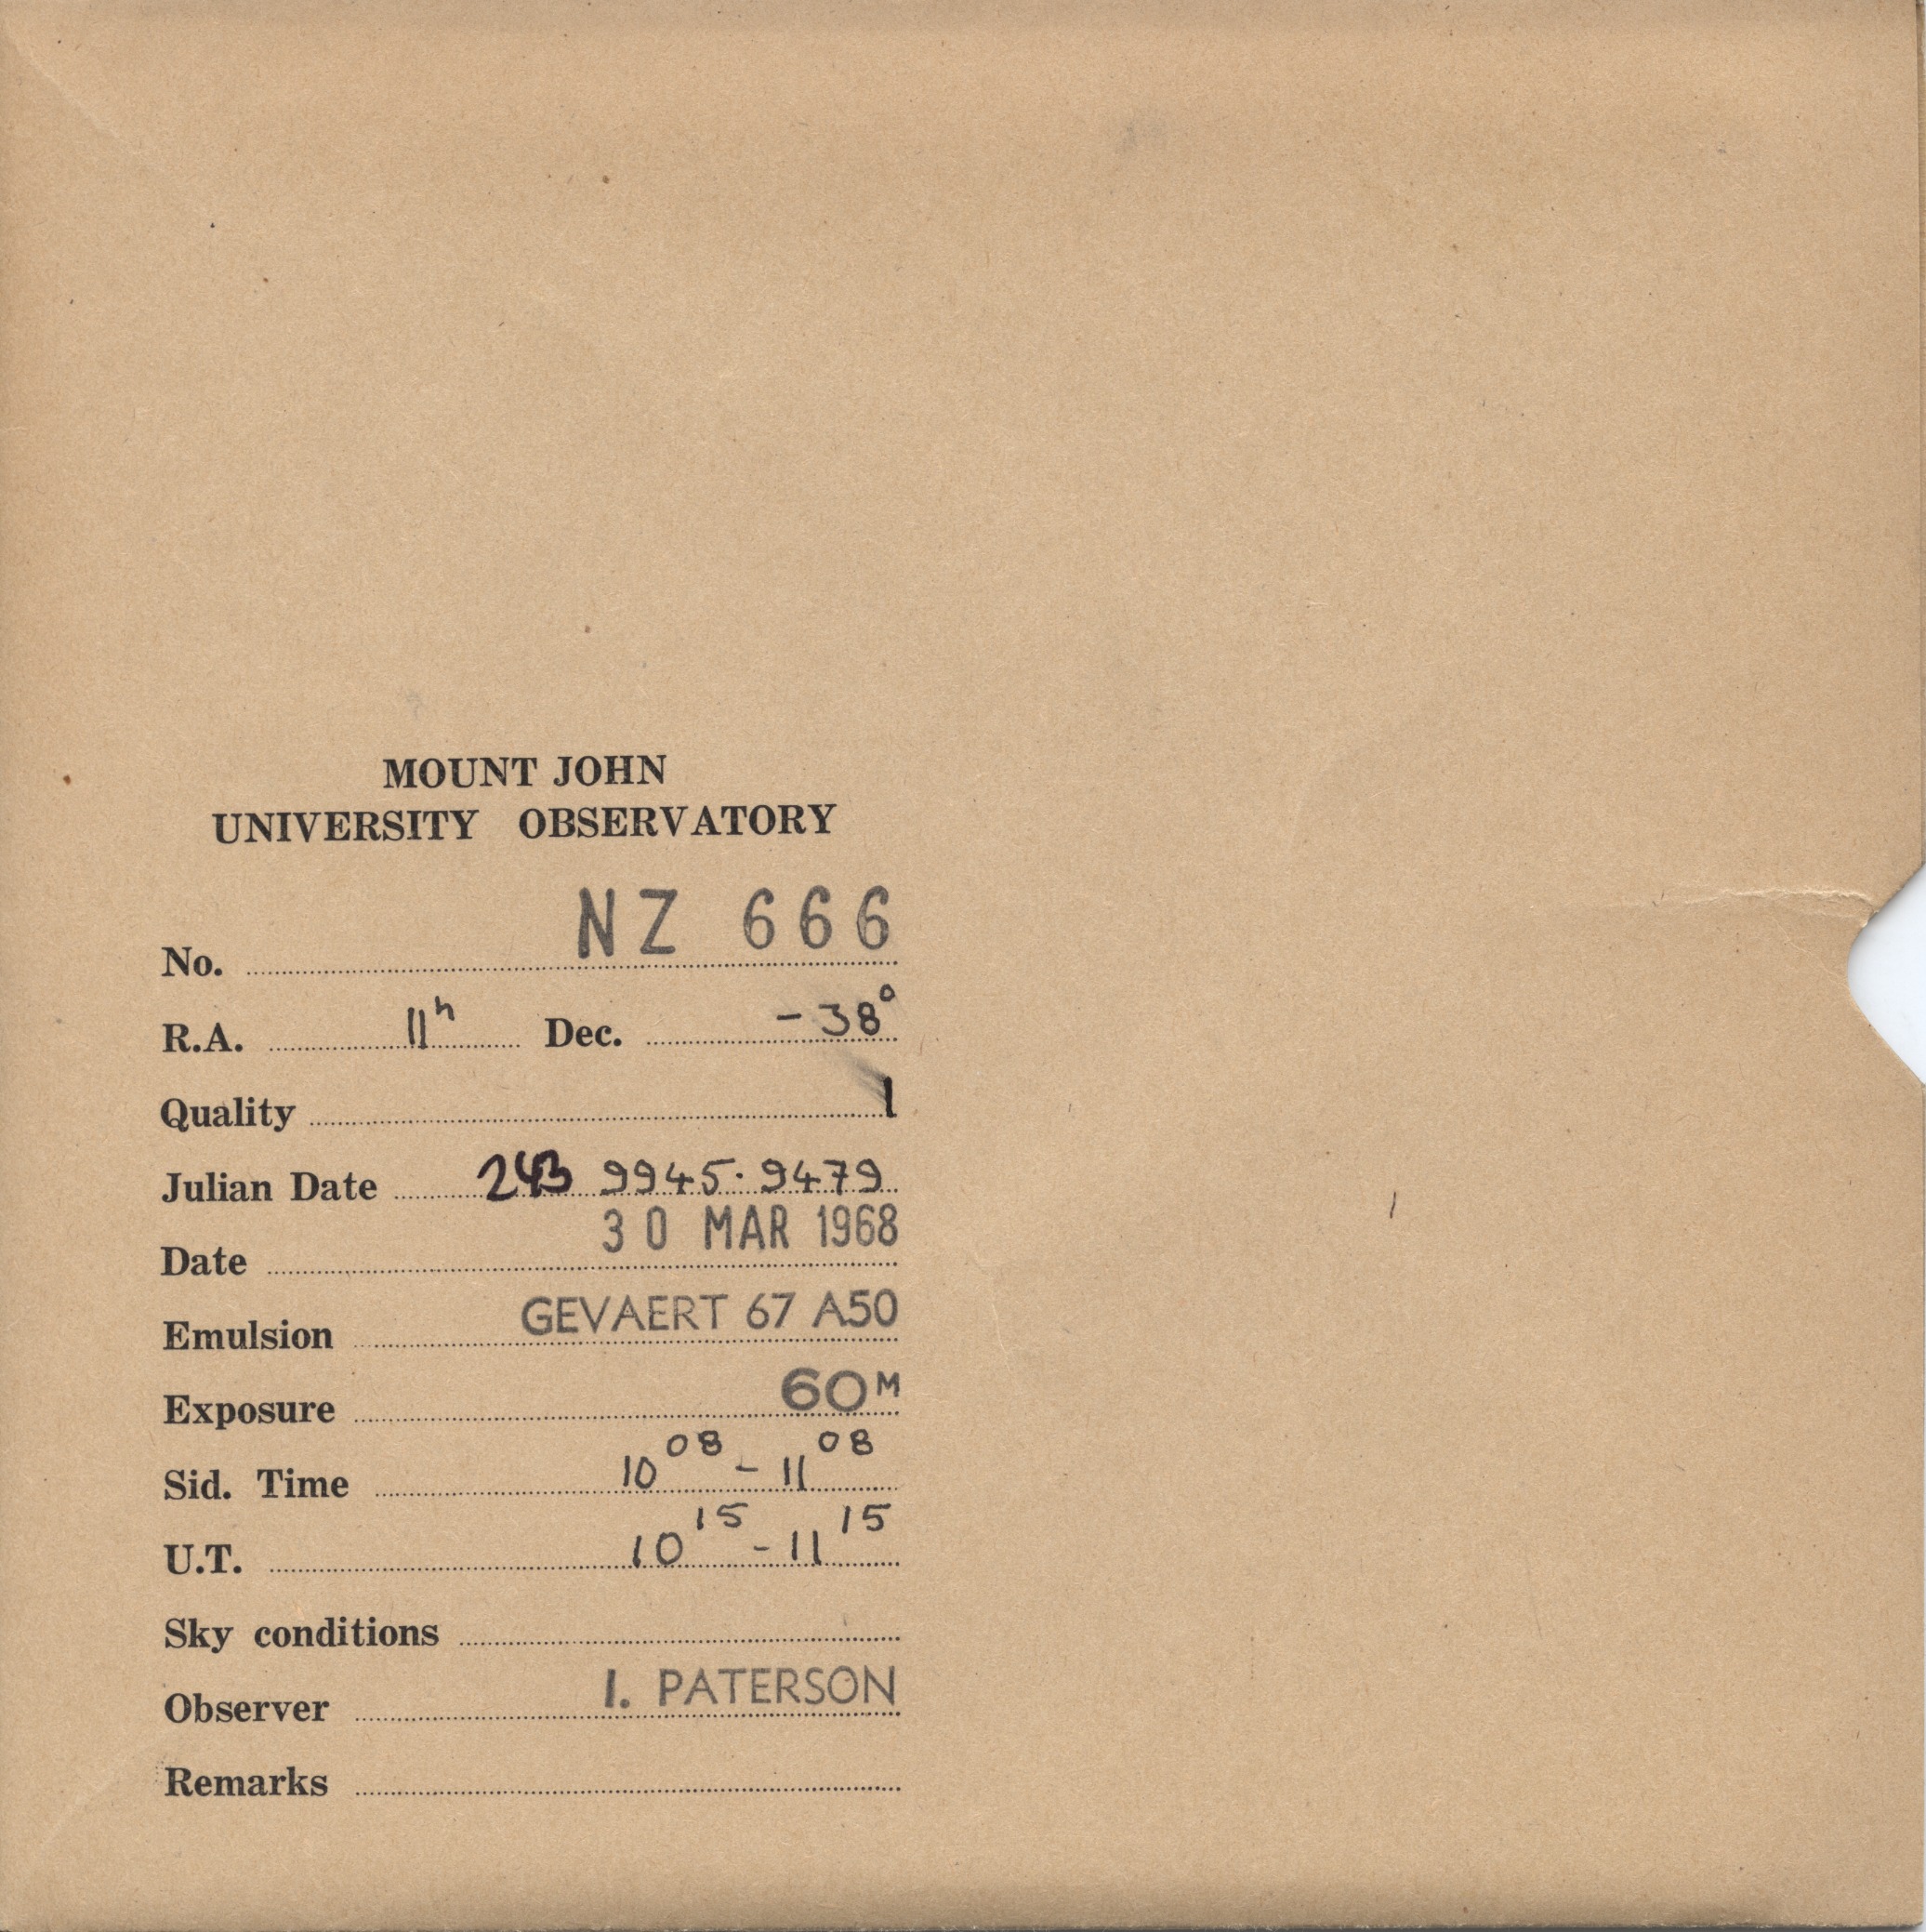 MOUNT JOHN
UNIVERSITY OBSERVATORY
No. NZ 666
R.A. 11h Dec. -38°
Quality 1
Julian Date 243 9945.9479
Date 30 MAR 1968
Emulsion GEVAERT 67 A50
Exposure 60M
Sid. Time 10 08 - 11 08
U.T. 10 15 - 11 15
Sky conditions
Observer I. PATERSON
Remarks